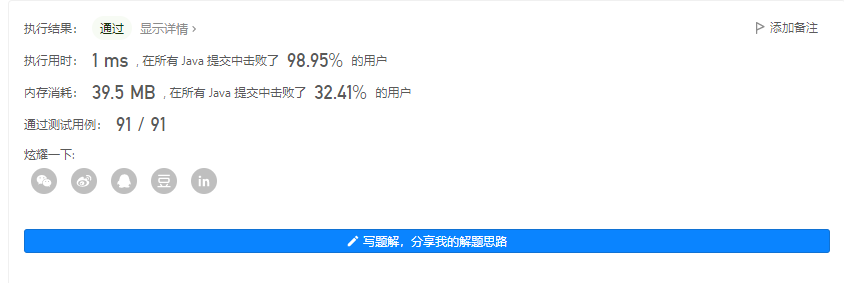 执行结果： 通过 显示详情 › 添加备注
执行用时： 1 ms , 在所有 Java 提交中击败了 98.95% 的用户
内存消耗： 39.5 MB , 在所有 Java 提交中击败了 32.41% 的用户
通过测试用例： 91 / 91
炫耀一下:
豆 in
写题解，分享我的解题思路